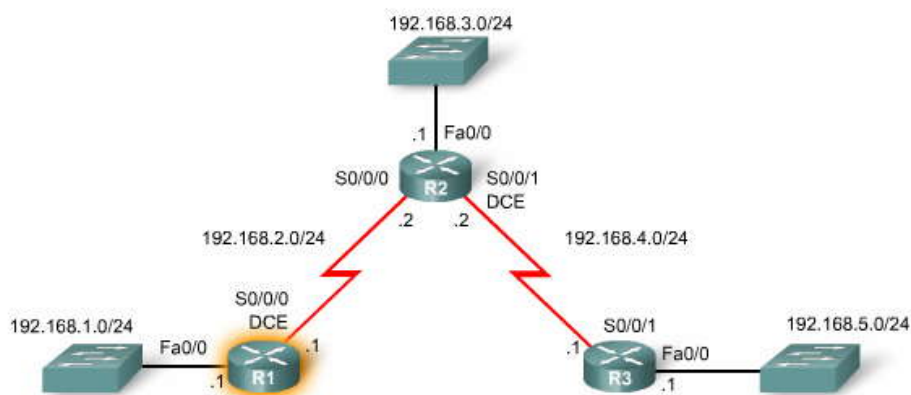 192.168.3.0/24
.1 Fa0/0
S0/0/0
R2
S0/0/1
DCE
.2
.2
192.168.2.0/24
192.168.4.0/24
S0/0/0
DCE
192.168.1.0/24
Fa0/0
.1
.1
R1
S0/0/1
192.168.5.0/24
.1
Fa0/0
R3
.1